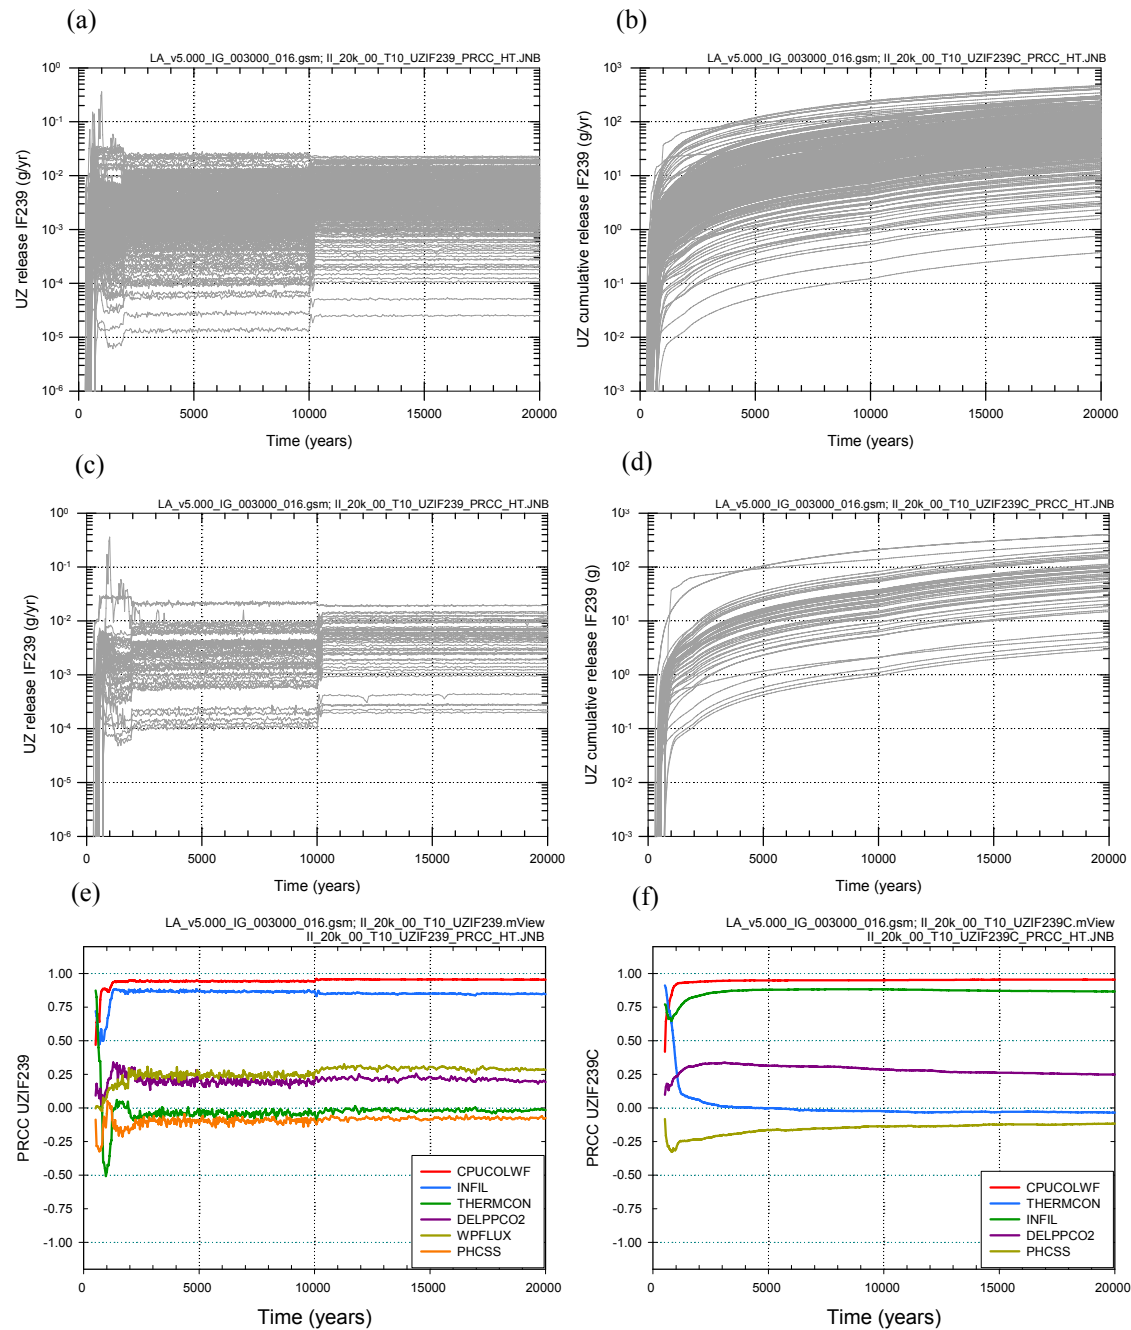 (a)
LA_v5.000_IG_003000_016.gsm; II_20k_00_T10_UZIF239_PRCC_HT.JNB
UZ release IF239 (g/yr)
10⁰
10⁻¹
10⁻²
10⁻³
10⁻⁴
10⁻⁵
10⁻⁶
0 5000 10000 15000 20000
Time (years)
(b)
LA_v5.000_IG_003000_016.gsm; II_20k_00_T10_UZIF239C_PRCC_HT.JNB
UZ cumulative release IF239 (g/yr)
10³
10²
10¹
10⁰
10⁻¹
10⁻²
10⁻³
0 5000 10000 15000 20000
Time (years)
(c)
LA_v5.000_IG_003000_016.gsm; II_20k_00_T10_UZIF239_PRCC_HT.JNB
UZ release IF239 (g/yr)
10⁰
10⁻¹
10⁻²
10⁻³
10⁻⁴
10⁻⁵
10⁻⁶
0 5000 10000 15000 20000
Time (years)
(d)
LA_v5.000_IG_003000_016.gsm; II_20k_00_T10_UZIF239C_PRCC_HT.JNB
UZ cumulative release IF239 (g)
10³
10²
10¹
10⁰
10⁻¹
10⁻²
10⁻³
0 5000 10000 15000 20000
Time (years)
(e)
LA_v5.000_IG_003000_016.gsm; II_20k_00_T10_UZIF239.mView
II_20k_00_T10_UZIF239_PRCC_HT.JNB
PRCC UZIF239
1.00
0.75
0.50
0.25
0.00
-0.25
-0.50
-0.75
-1.00
CPUCOLWF
INFIL
THERMCON
DELPPCO2
WPFLUX
PHCSS
0 5000 10000 15000 20000
Time (years)
(f)
LA_v5.000_IG_003000_016.gsm; II_20k_00_T10_UZIF239C.mView
II_20k_00_T10_UZIF239C_PRCC_HT.JNB
PRCC UZIF239C
1.00
0.75
0.50
0.25
0.00
-0.25
-0.50
-0.75
-1.00
CPUCOLWF
THERMCON
INFIL
DELPPCO2
PHCSS
0 5000 10000 15000 20000
Time (years)